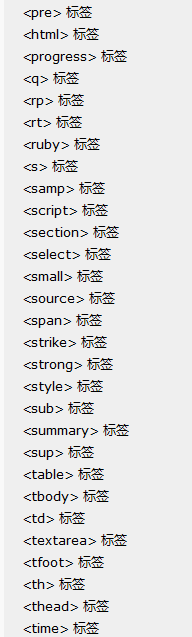 <pre> 标签
<html> 标签
<progress> 标签
<q> 标签
<rp> 标签
<rt> 标签
<ruby> 标签
<s> 标签
<samp> 标签
<script> 标签
<section> 标签
<select> 标签
<small> 标签
<source> 标签
<span> 标签
<strike> 标签
<strong> 标签
<style> 标签
<sub> 标签
<summary> 标签
<sup> 标签
<table> 标签
<tbody> 标签
<td> 标签
<textarea> 标签
<tfoot> 标签
<th> 标签
<thead> 标签
<time> 标签